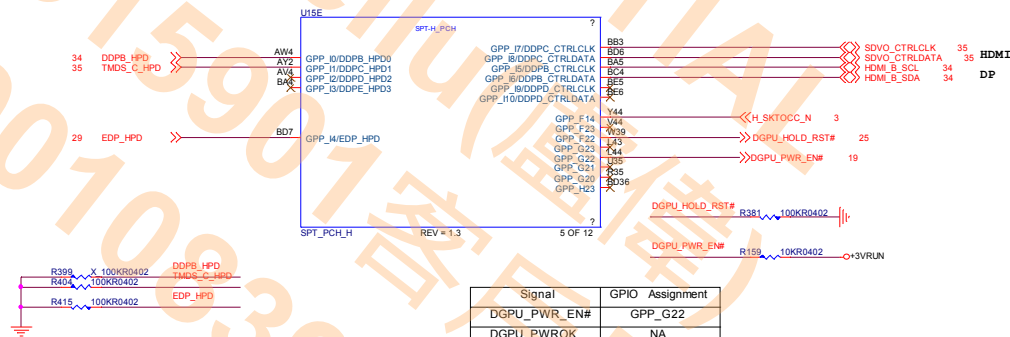 U15E
?
SPT-H_PCH
34 DDPB_HPD AW4 GPP_I0/DDPB_HPD0 GPP_I7/DDPC_CTRLCLK BB3 SDVO_CTRLCLK 35 HDMI
35 TMDS_C_HPD AY2 GPP_I1/DDPC_HPD1 GPP_I8/DDPC_CTRLDATA BD6 SDVO_CTRLDATA 35
AV4 GPP_I2/DDPD_HPD2 GPP_I5/DDPB_CTRLCLK BA5 HDMI_B_SCL 34 DP
BA4 GPP_I3/DDPE_HPD3 GPP_I6/DDPB_CTRLDATA BC4 HDMI_B_SDA 34
GPP_I9/DDPD_CTRLCLK BE5
GPP_I10/DDPD_CTRLDATA BE6
GPP_F14 Y44 H_SKTOCC_N 3
GPP_F23 V44
29 EDP_HPD BD7 GPP_I4/EDP_HPD GPP_F22 W39 DGPU_HOLD_RST# 25
GPP_G23 L43
GPP_G22 L44 DGPU_PWR_EN# 19
GPP_G21 U35
GPP_G20 R35
GPP_H23 BD36
?
SPT_PCH_H REV = 1.3 5 OF 12
DGPU_HOLD_RST# R381 100KR0402
DGPU_PWR_EN# R159 10KR0402 +3VRUN
R399 X_100KR0402 DDPB_HPD
R404 100KR0402 TMDS_C_HPD
R415 100KR0402 EDP_HPD
Signal GPIO Assignment
DGPU_PWR_EN# GPP_G22
DGPU_PWROK NA